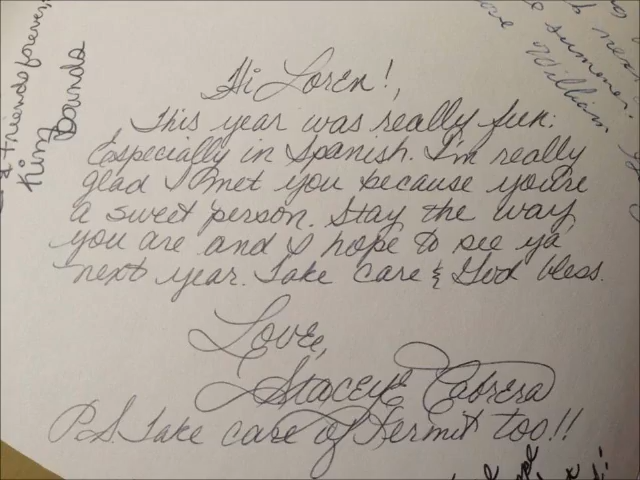 Hi Loren!,
This year was really fun.
Especially in Spanish. I'm really
glad I met you because you're
a sweet person. Stay the way
you are and I hope to see ya
next year. Take care & God bless.
Love,
Stacey Cabrera
P.S. Take care of Kermit too!!
friends forever,
Kim Bounds
summer.
William